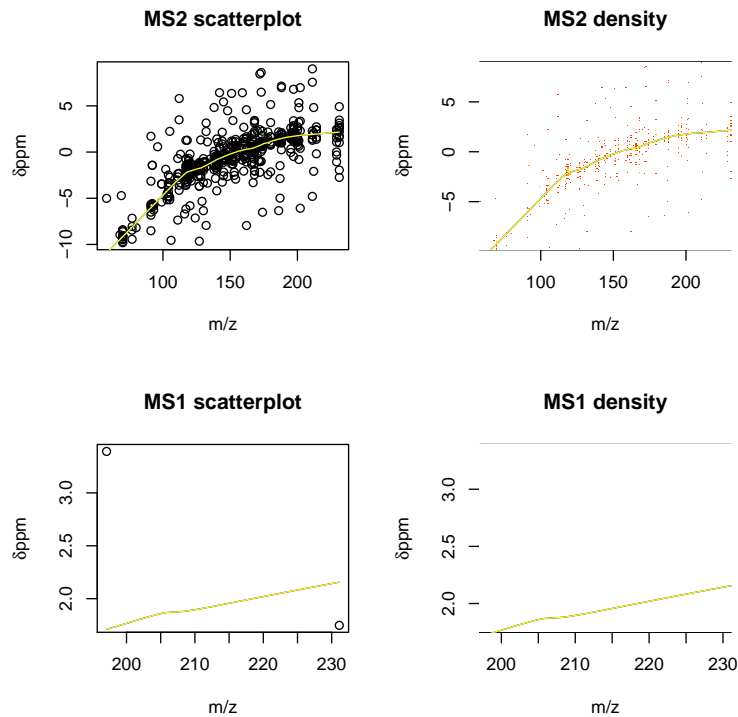 MS2 scatterplot
δppm
5
0
−5
−10
100 150 200
m/z
MS2 density
δppm
5
0
−5
100 150 200
m/z
MS1 scatterplot
δppm
3.0
2.5
2.0
200 210 220 230
m/z
MS1 density
δppm
3.0
2.5
2.0
200 210 220 230
m/z